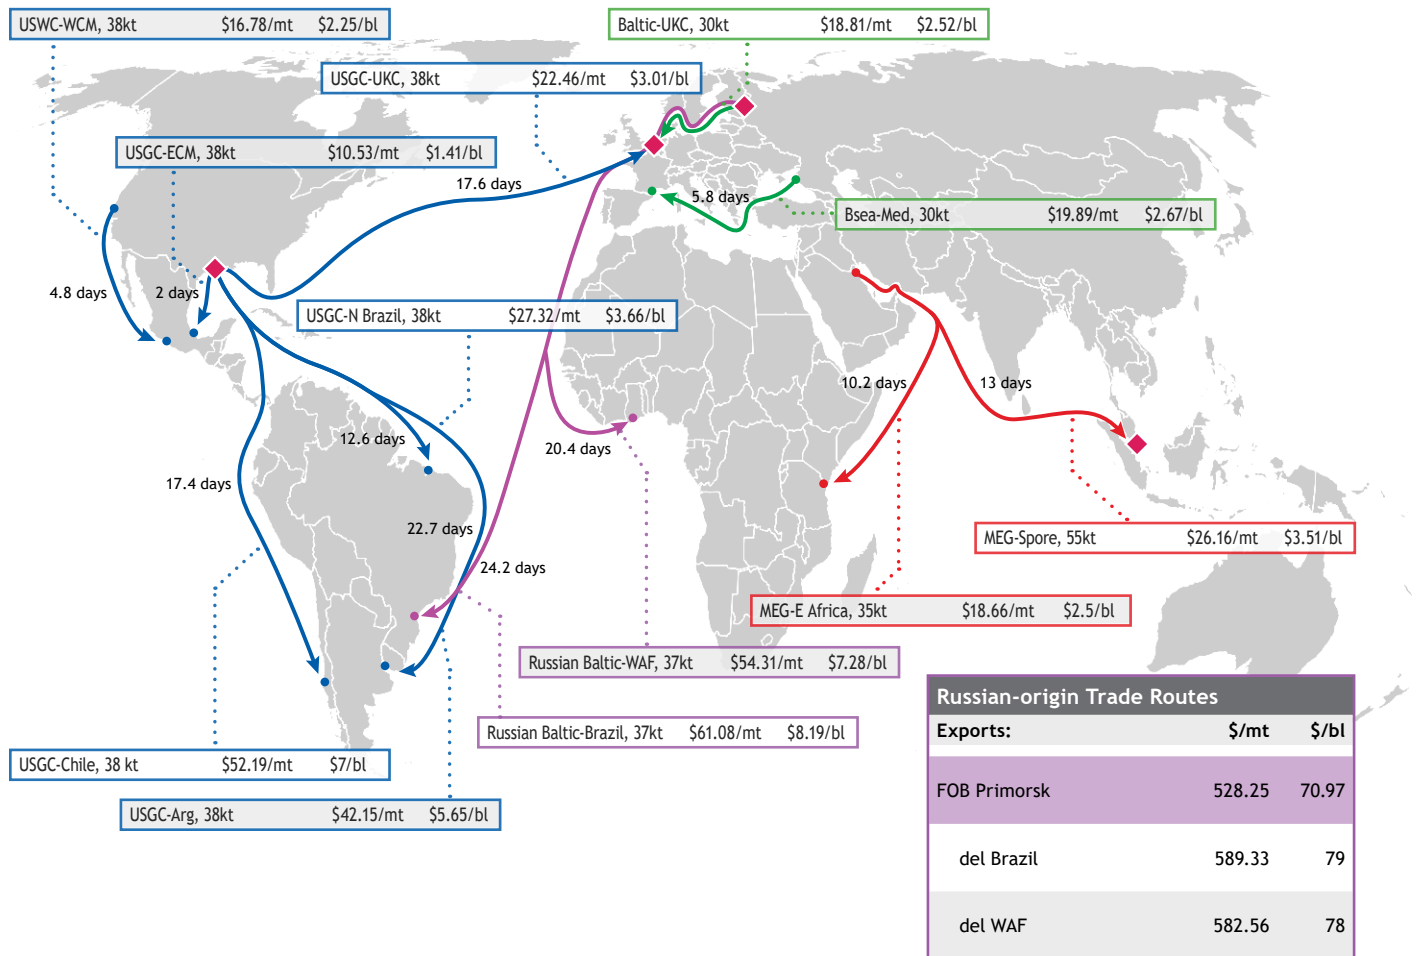 USWC-WCM, 38kt $16.78/mt $2.25/bl
Baltic-UKC, 30kt $18.81/mt $2.52/bl
USGC-UKC, 38kt $22.46/mt $3.01/bl
USGC-ECM, 38kt $10.53/mt $1.41/bl
17.6 days
5.8 days
Bsea-Med, 30kt $19.89/mt $2.67/bl
4.8 days
2 days
USGC-N Brazil, 38kt $27.32/mt $3.66/bl
10.2 days
13 days
12.6 days
20.4 days
17.4 days
22.7 days
24.2 days
MEG-Spore, 55kt $26.16/mt $3.51/bl
MEG-E Africa, 35kt $18.66/mt $2.5/bl
Russian Baltic-WAF, 37kt $54.31/mt $7.28/bl
Russian Baltic-Brazil, 37kt $61.08/mt $8.19/bl
USGC-Chile, 38 kt $52.19/mt $7/bl
USGC-Arg, 38kt $42.15/mt $5.65/bl
Russian-origin Trade Routes
Exports: $/mt $/bl
FOB Primorsk 528.25 70.97
del Brazil 589.33 79
del WAF 582.56 78